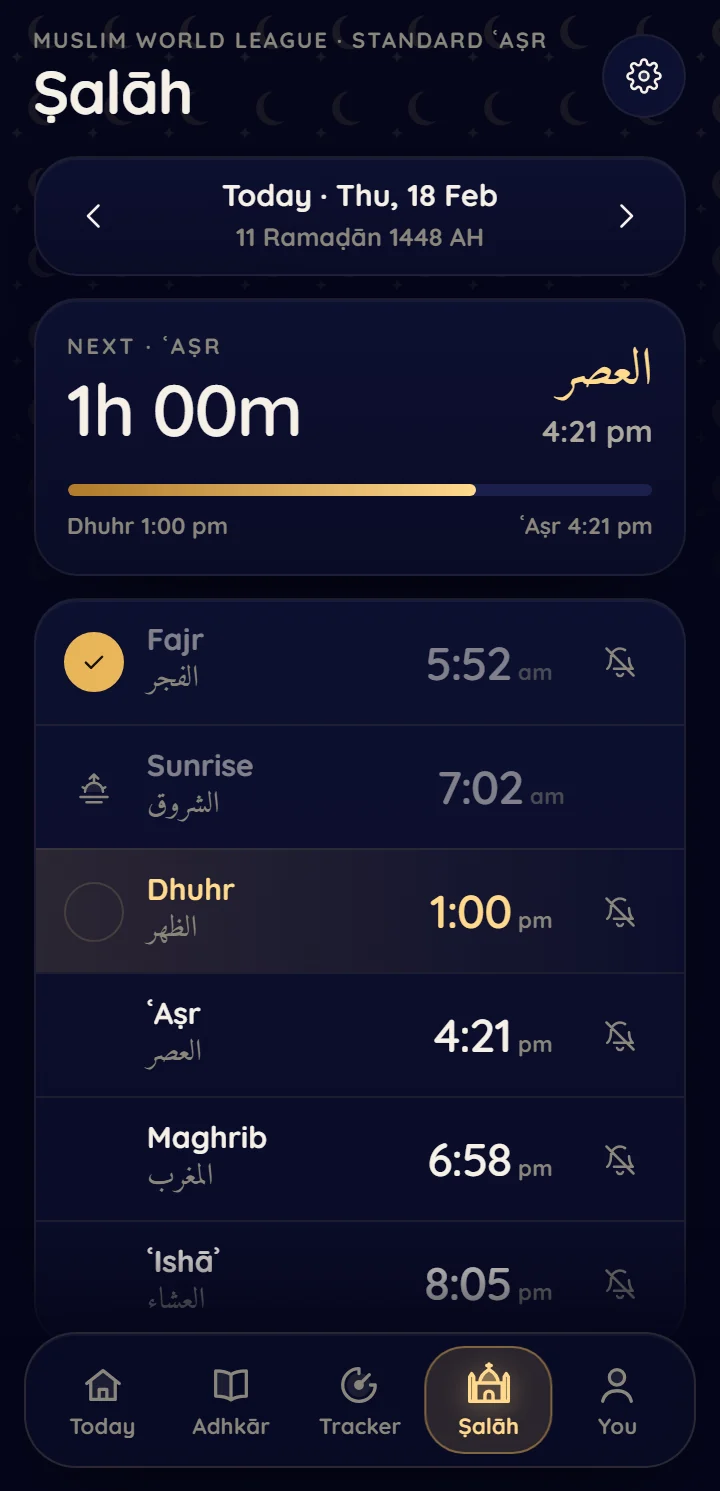 MUSLIM WORLD LEAGUE · STANDARD ʿAṢR
Ṣalāh
Today · Thu, 18 Feb
11 Ramaḍān 1448 AH
NEXT · ʿAṢR
العصر
1h 00m
4:21 pm
Dhuhr 1:00 pm
ʿAṣr 4:21 pm
Fajr
الفجر
5:52 am
Sunrise
الشروق
7:02 am
Dhuhr
الظهر
1:00 pm
ʿAṣr
العصر
4:21 pm
Maghrib
المغرب
6:58 pm
ʿIshāʾ
العشاء
8:05 pm
Today
Adhkār
Tracker
Ṣalāh
You